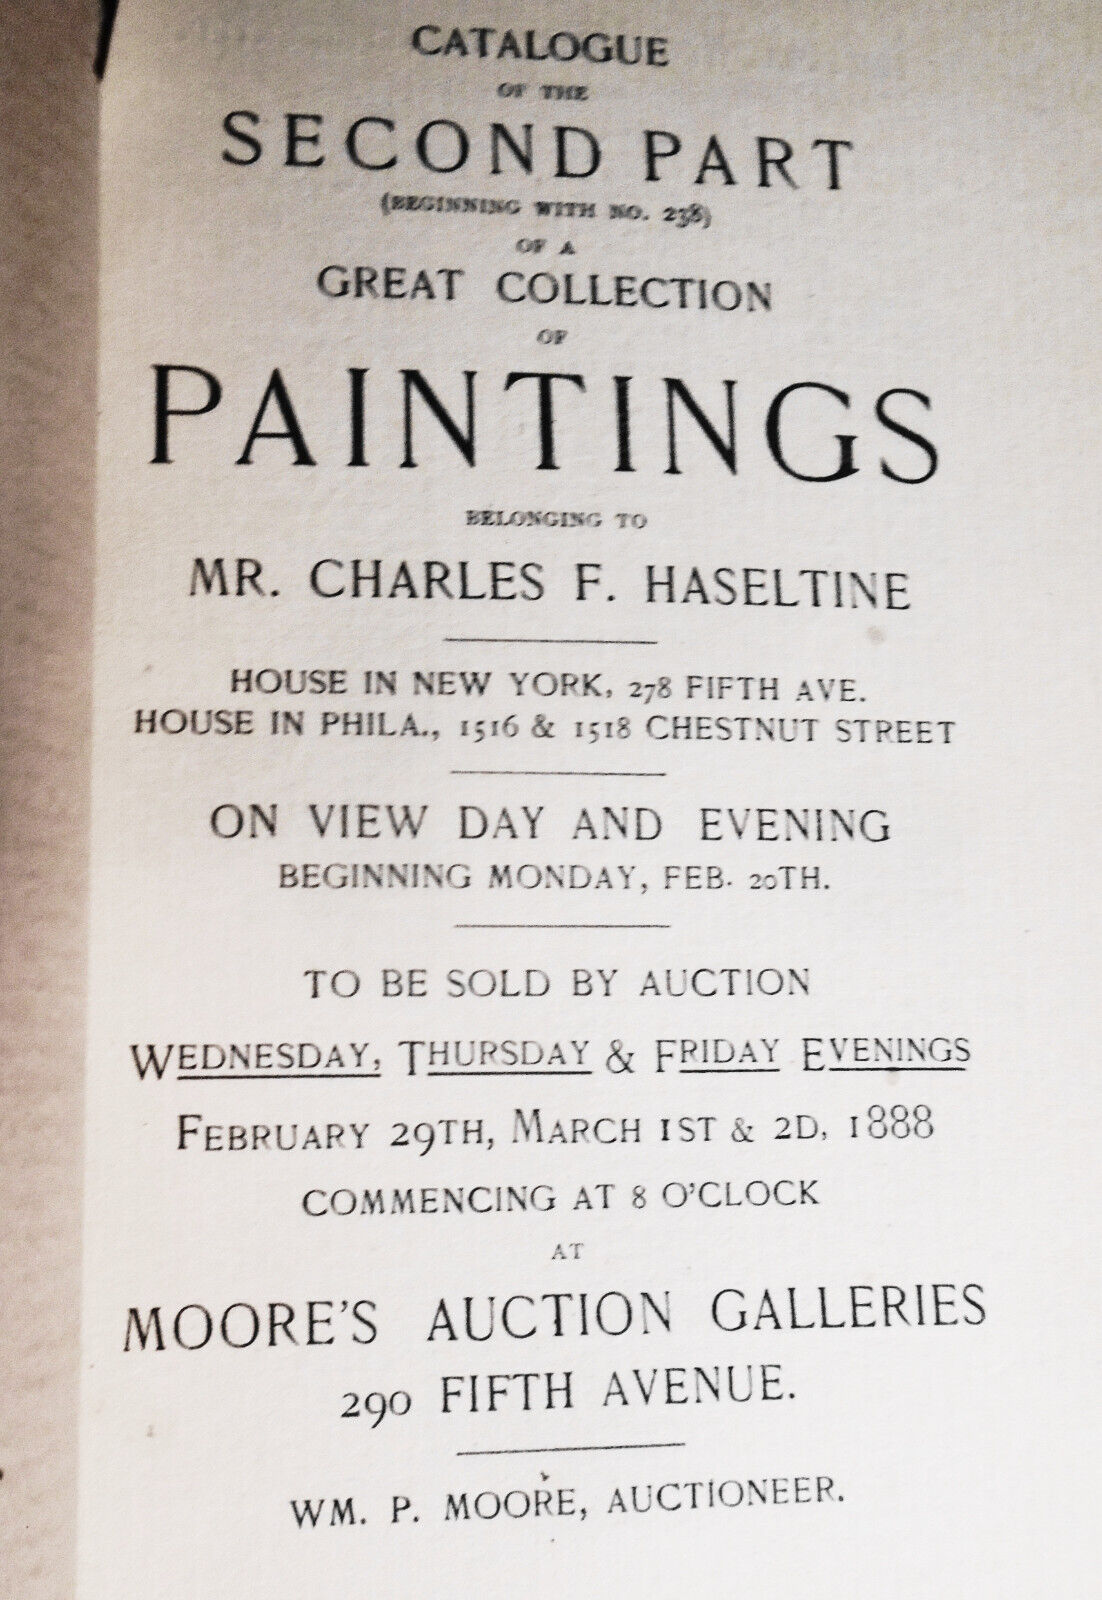 CATALOGUE
OF THE
SECOND PART
(BEGINNING WITH NO. 238)
OF A
GREAT COLLECTION
OF
PAINTINGS
BELONGING TO
MR. CHARLES F. HASELTINE
HOUSE IN NEW YORK, 278 FIFTH AVE.
HOUSE IN PHILA., 1516 & 1518 CHESTNUT STREET
ON VIEW DAY AND EVENING
BEGINNING MONDAY, FEB. 20TH.
TO BE SOLD BY AUCTION
WEDNESDAY, THURSDAY & FRIDAY EVENINGS
FEBRUARY 29TH, MARCH 1ST & 2D, 1888
COMMENCING AT 8 O'CLOCK
AT
MOORE'S AUCTION GALLERIES
290 FIFTH AVENUE.
WM. P. MOORE, AUCTIONEER.